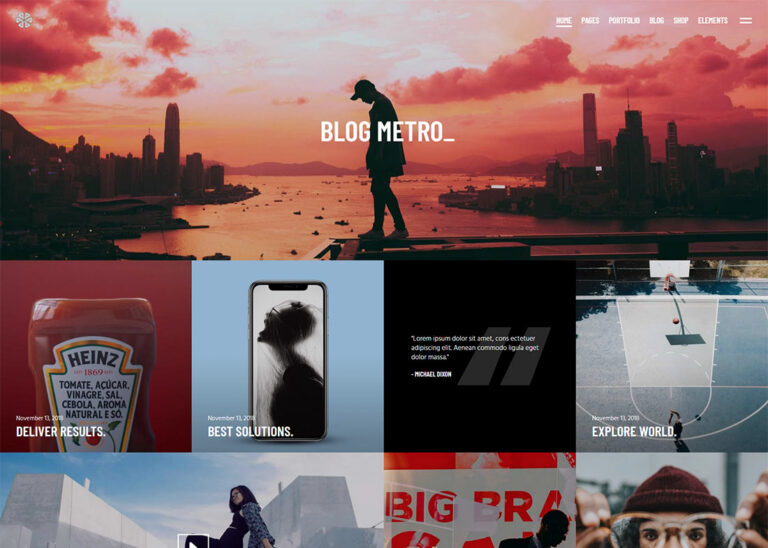 HOME PAGES PORTFOLIO BLOG SHOP ELEMENTS
BLOG METRO_
HEINZ
1869
TOMATE, AÇÚCAR,
VINAGRE, SAL,
CEBOLA, AROMA
NATURAL E SÓ.
November 13, 2018
DELIVER RESULTS.
November 13, 2018
BEST SOLUTIONS.
"Lorem ipsum dolor sit amet, cons ectetuer
adipiscing elit. Aenean commodo ligula eget
dolor massa."
- MICHAEL DIXON
November 13, 2018
EXPLORE WORLD.
BIG BRA